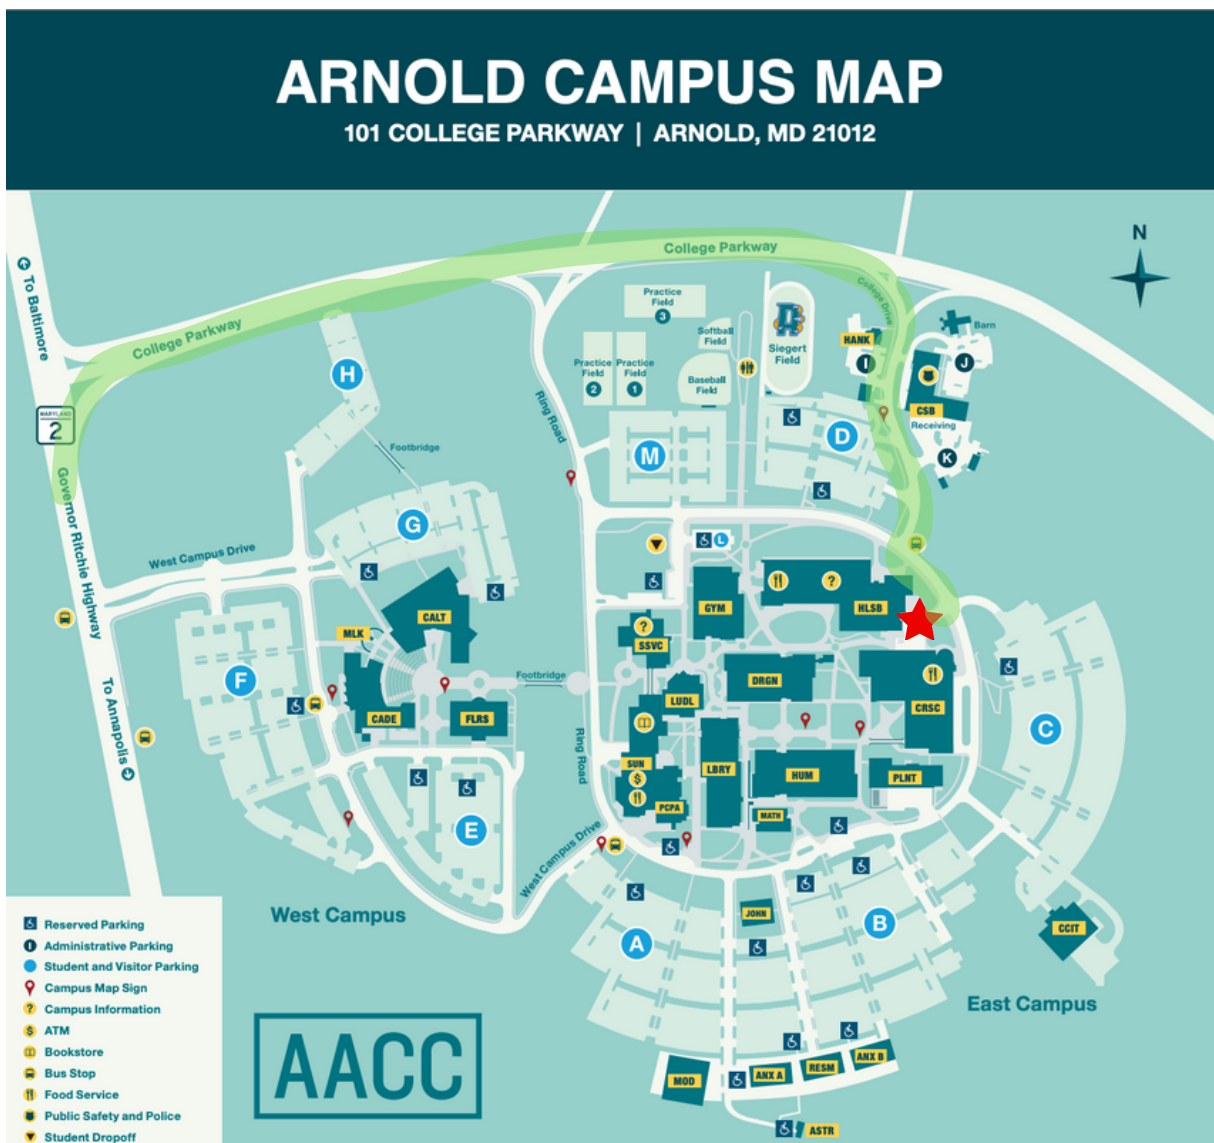 ARNOLD CAMPUS MAP
101 COLLEGE PARKWAY | ARNOLD, MD 21012
N
College Parkway
To Baltimore
College Parkway
College Drive
Practice
Field
3
Softball
Field
Siegert
Field
HANK
I
Barn
J
CSB
Receiving
K
H
Practice
Field
2
Practice
Field
1
Baseball
Field
Ring Road
MARYLAND
2
Footbridge
M
D
Governor Ritchie Highway
G
West Campus Drive
L
CALT
GYM
?
HLSB
MLK
?
SSVC
Footbridge
F
DRGN
LUDL
CRSC
CADE
FLRS
To Annapolis
C
Ring Road
SUN
$
LBRY
HUM
PLNT
PCPA
MATH
E
West Campus Drive
West Campus
JOHN
A
B
CCIT
East Campus
Reserved Parking
I Administrative Parking
Student and Visitor Parking
Campus Map Sign
? Campus Information
$ ATM
Bookstore
Bus Stop
Food Service
Public Safety and Police
Student Dropoff
AACC
MOD
ANX A
RESM
ANX B
ASTR